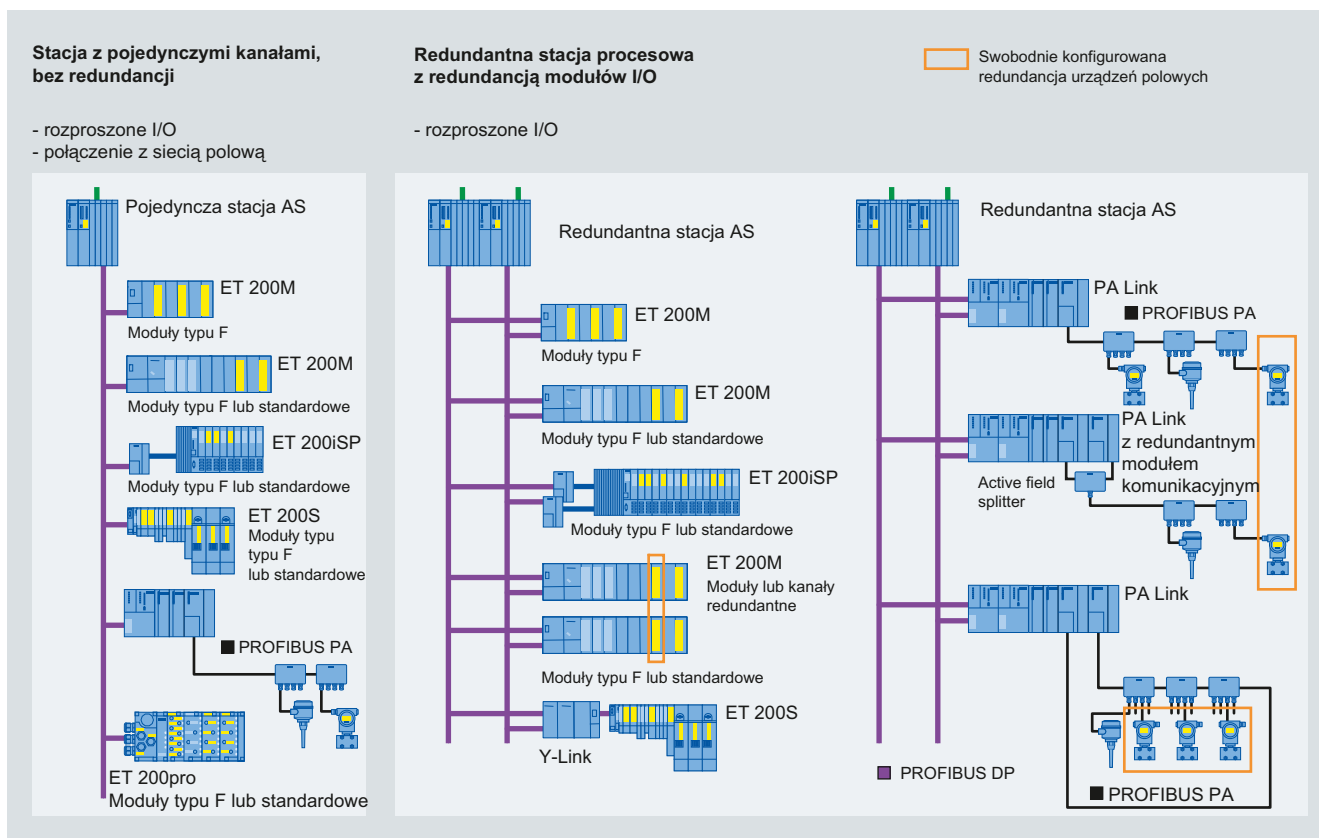 Stacja z pojedynczymi kanałami,
bez redundancji
- rozproszone I/O
- połączenie z siecią polową
Redundantna stacja procesowa
z redundancją modułów I/O
- rozproszone I/O
Swobodnie konfigurowana
redundancja urządzeń polowych
Pojedyncza stacja AS
ET 200M
Moduły typu F
ET 200M
Moduły typu F lub standardowe
ET 200iSP
Moduły typu F lub standardowe
ET 200S
Moduły typu
typu F
lub standardowe
PROFIBUS PA
ET 200pro
Moduły typu F lub standardowe
Redundantna stacja AS
ET 200M
Moduły typu F
ET 200M
Moduły typu F lub standardowe
ET 200iSP
Moduły typu F lub standardowe
ET 200M
Moduły lub kanały
redundantne
Moduły typu F lub standardowe
ET 200S
Y-Link
Redundantna stacja AS
PA Link
PROFIBUS PA
PA Link
z redundantnym
modułem
komunikacyjnym
Active field
splitter
PA Link
PROFIBUS DP
PROFIBUS PA